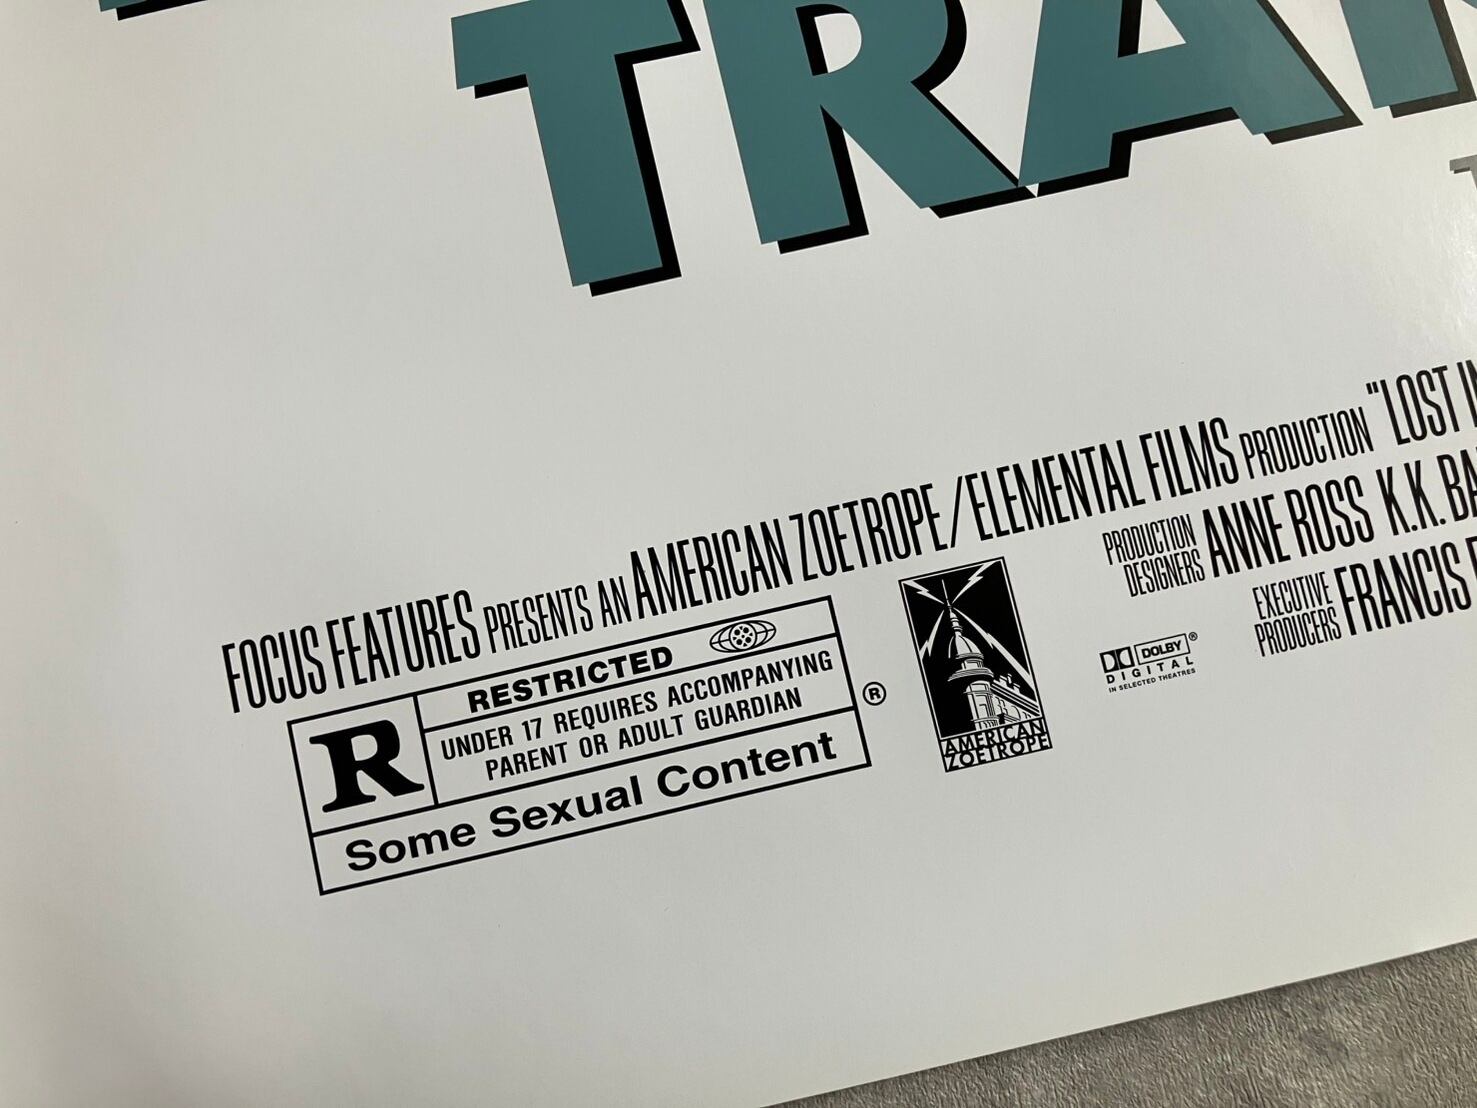 TRA
FOCUS FEATURES PRESENTS AN AMERICAN ZOETROPE/ELEMENTAL FILMS PRODUCTION "LOST
PRODUCTION DESIGNERS ANNE ROSS K.K.
EXECUTIVE PRODUCERS FRANCIS
R
RESTRICTED
UNDER 17 REQUIRES ACCOMPANYING
PARENT OR ADULT GUARDIAN
Some Sexual Content
®
AMERICAN
ZOETROPE
DOLBY ®
DIGITAL
IN SELECTED THEATRES